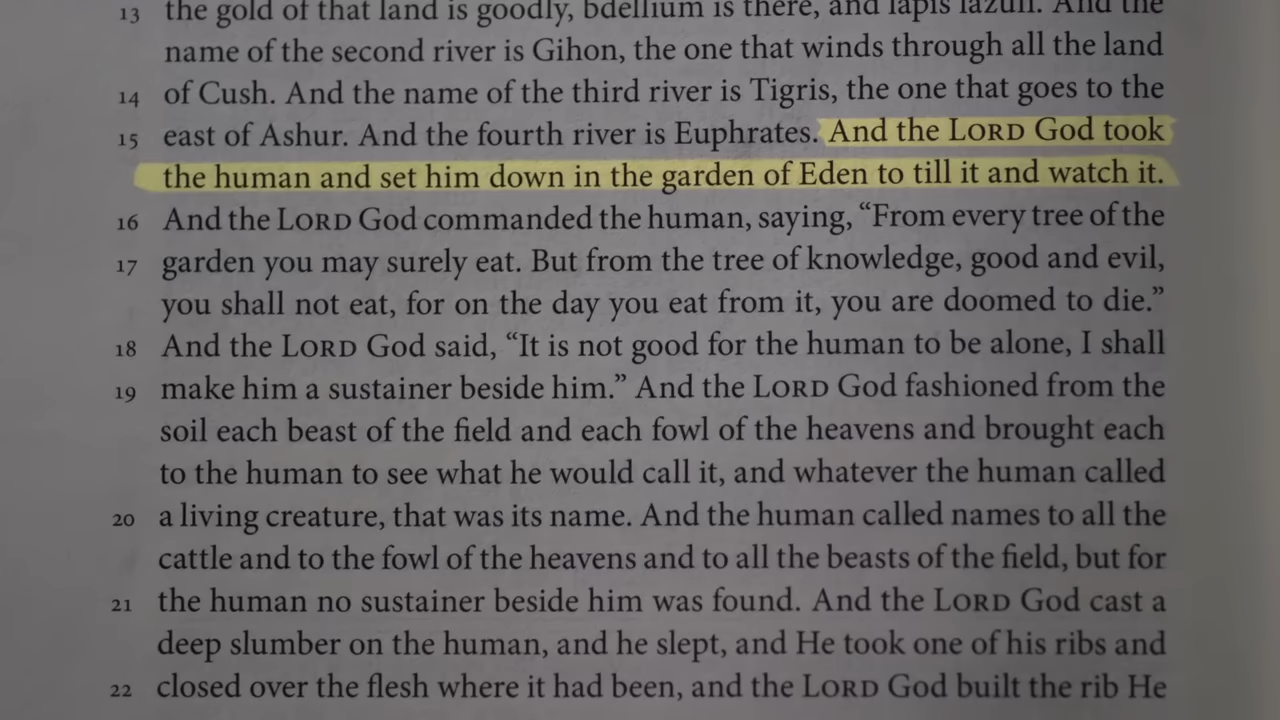 13 the gold of that land is goodly, bdellium is there, and lapis lazuli. And the
name of the second river is Gihon, the one that winds through all the land
14 of Cush. And the name of the third river is Tigris, the one that goes to the
15 east of Ashur. And the fourth river is Euphrates. And the LORD God took
the human and set him down in the garden of Eden to till it and watch it.
16 And the LORD God commanded the human, saying, “From every tree of the
17 garden you may surely eat. But from the tree of knowledge, good and evil,
you shall not eat, for on the day you eat from it, you are doomed to die.”
18 And the LORD God said, “It is not good for the human to be alone, I shall
19 make him a sustainer beside him.” And the LORD God fashioned from the
soil each beast of the field and each fowl of the heavens and brought each
to the human to see what he would call it, and whatever the human called
20 a living creature, that was its name. And the human called names to all the
cattle and to the fowl of the heavens and to all the beasts of the field, but for
21 the human no sustainer beside him was found. And the LORD God cast a
deep slumber on the human, and he slept, and He took one of his ribs and
22 closed over the flesh where it had been, and the LORD God built the rib He